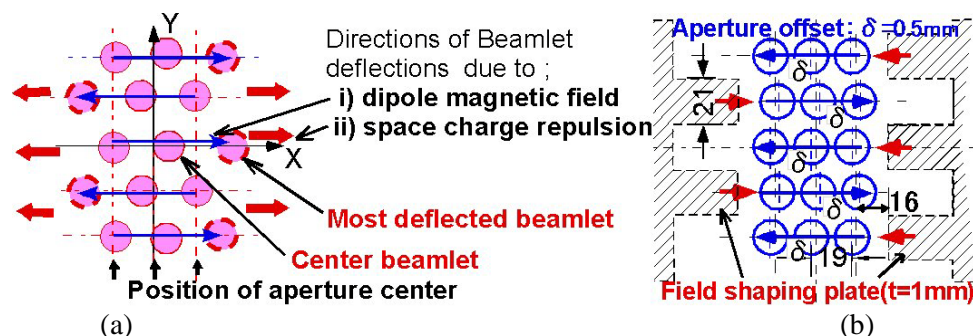 Y
Directions of Beamlet
deflections due to ;
i) dipole magnetic field
ii) space charge repulsion
X
Most deflected beamlet
Center beamlet
Position of aperture center
(a)
Aperture offset: δ =0.5mm
δ
21
δ
δ
δ
16
δ
19
Field shaping plate(t=1mm)
(b)